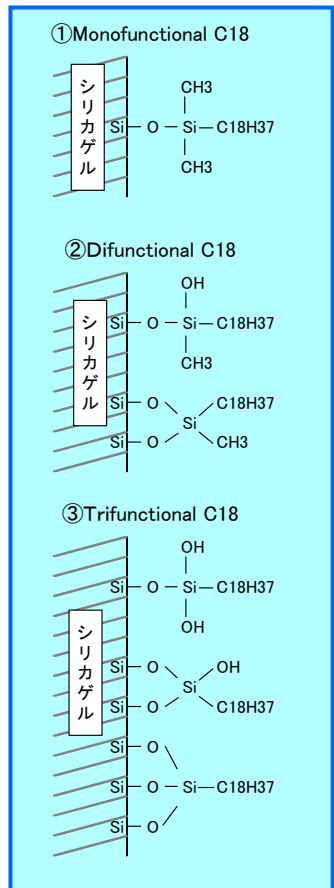 ①Monofunctional C18
シリカゲル
CH3
Si－O－Si－C18H37
CH3
②Difunctional C18
シリカゲル
OH
Si－O－Si－C18H37
CH3
Si－O C18H37
Si
Si－O CH3
③Trifunctional C18
シリカゲル
OH
Si－O－Si－C18H37
OH
Si－O OH
Si
Si－O C18H37
Si－O
Si－O－Si－C18H37
Si－O